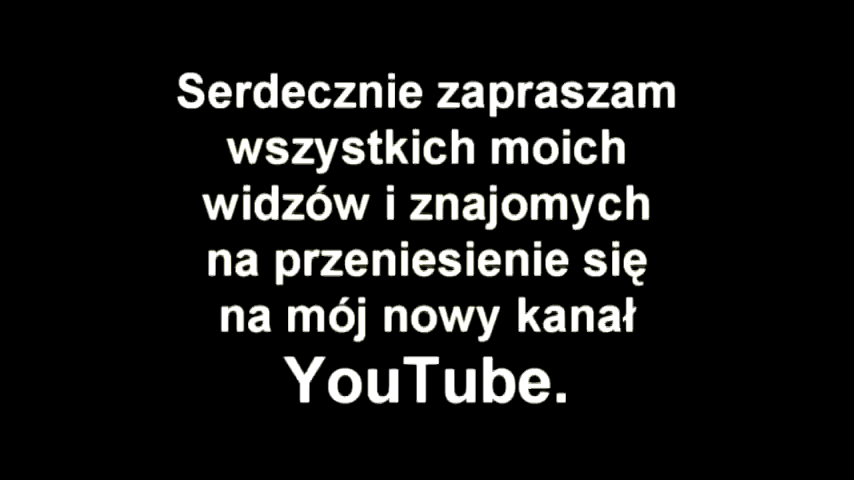 Serdecznie zapraszam
wszystkich moich
widzów i znajomych
na przeniesienie się
na mój nowy kanał
YouTube.